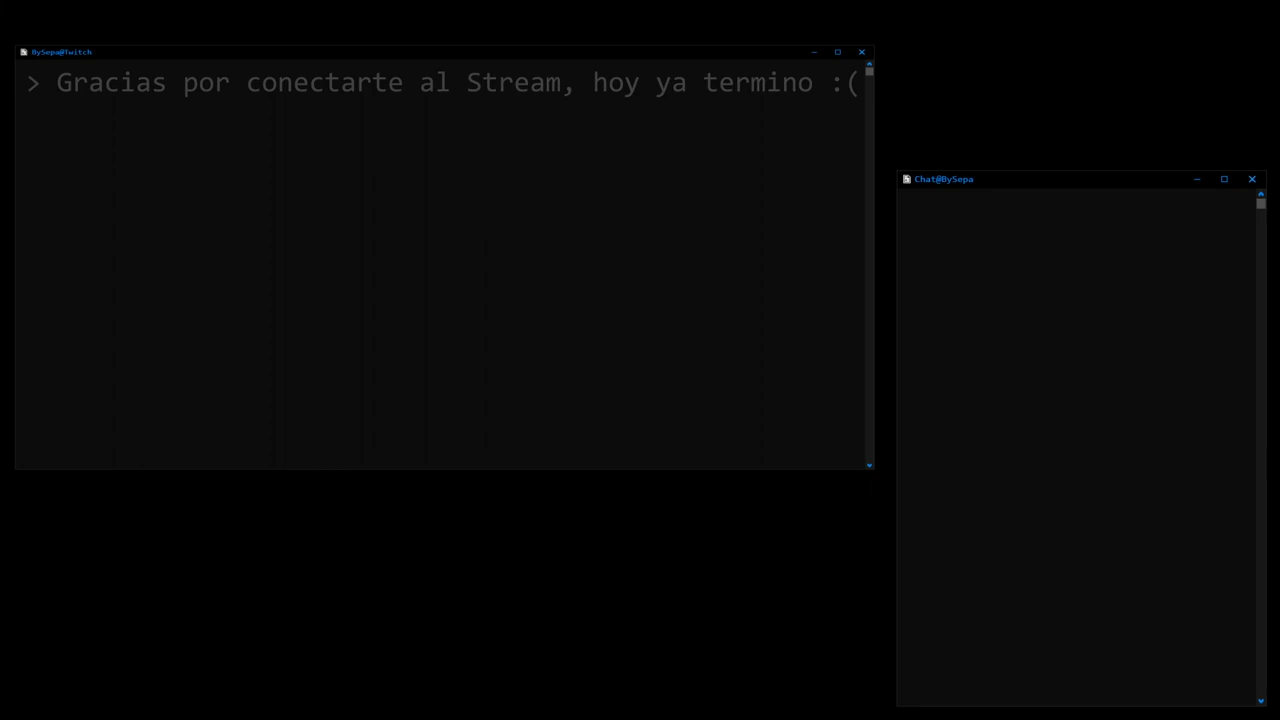 BySepa@Twitch
> Gracias por conectarte al Stream, hoy ya termino :(
Chat@BySepa